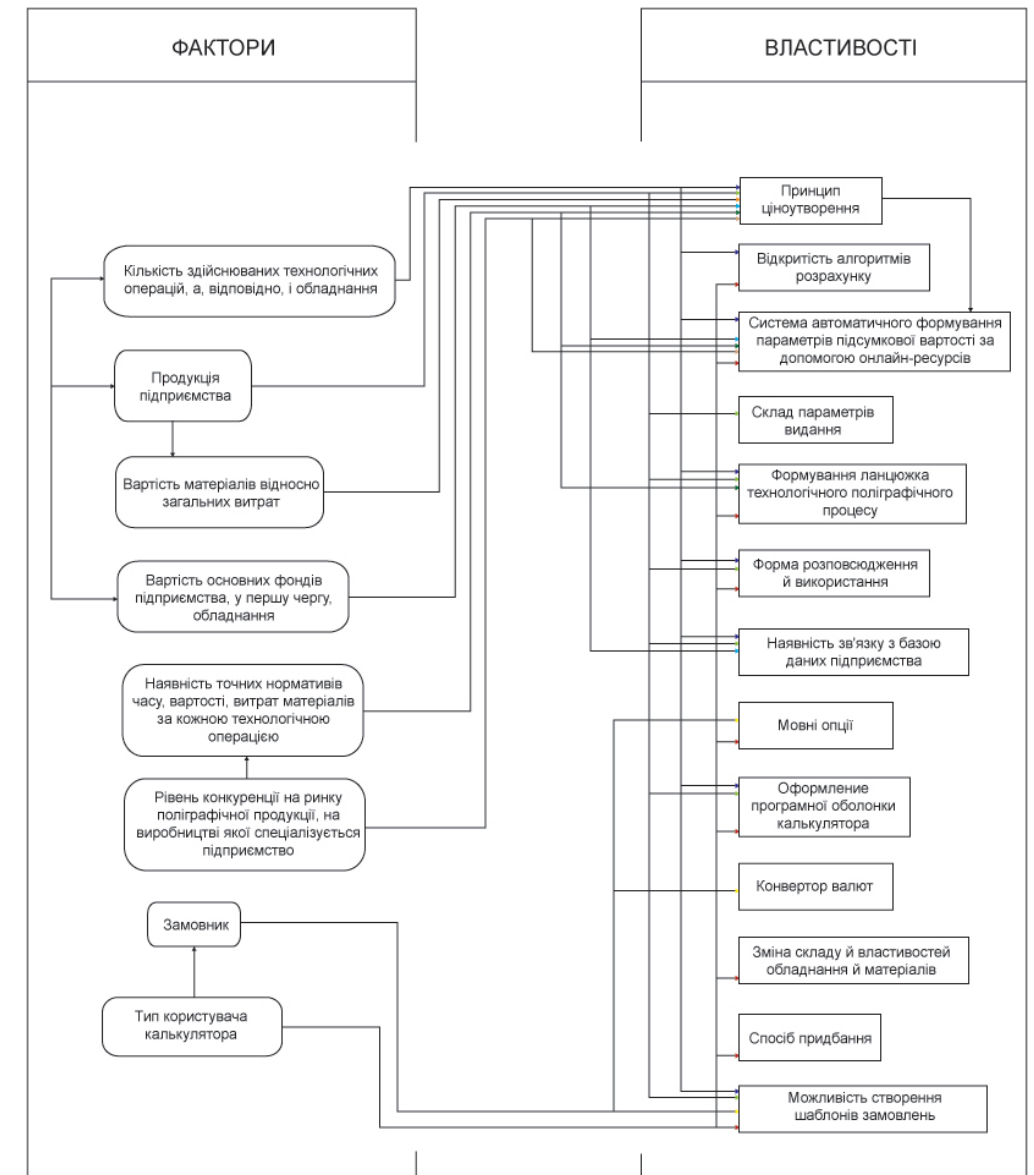 ФАКТОРИ
Кількість здійснюваних технологічних
операцій, а, відповідно, і обладнання
Продукція
підприємства
Вартість матеріалів відносно
загальних витрат
Вартість основних фондів
підприємства, у першу чергу,
обладнання
Наявність точних нормативів
часу, вартості, витрат матеріалів
за кожною технологічною
операцією
Рівень конкуренції на ринку
поліграфічної продукції, на
виробництві якої спеціалізується
підприємство
Замовник
Тип користувача
калькулятора
ВЛАСТИВОСТІ
Принцип
ціноутворення
Відкритість алгоритмів
розрахунку
Система автоматичного формування
параметрів підсумкової вартості за
допомогою онлайн-ресурсів
Склад параметрів
видання
Формування ланцюжка
технологічного поліграфічного
процесу
Форма розповсюдження
й використання
Наявність зв'язку з базою
даних підприємства
Мовні опції
Оформление
програмної оболонки
калькулятора
Конвертор валют
Зміна складу й властивостей
обладнання й матеріалів
Спосіб придбання
Можливість створення
шаблонів замовлень